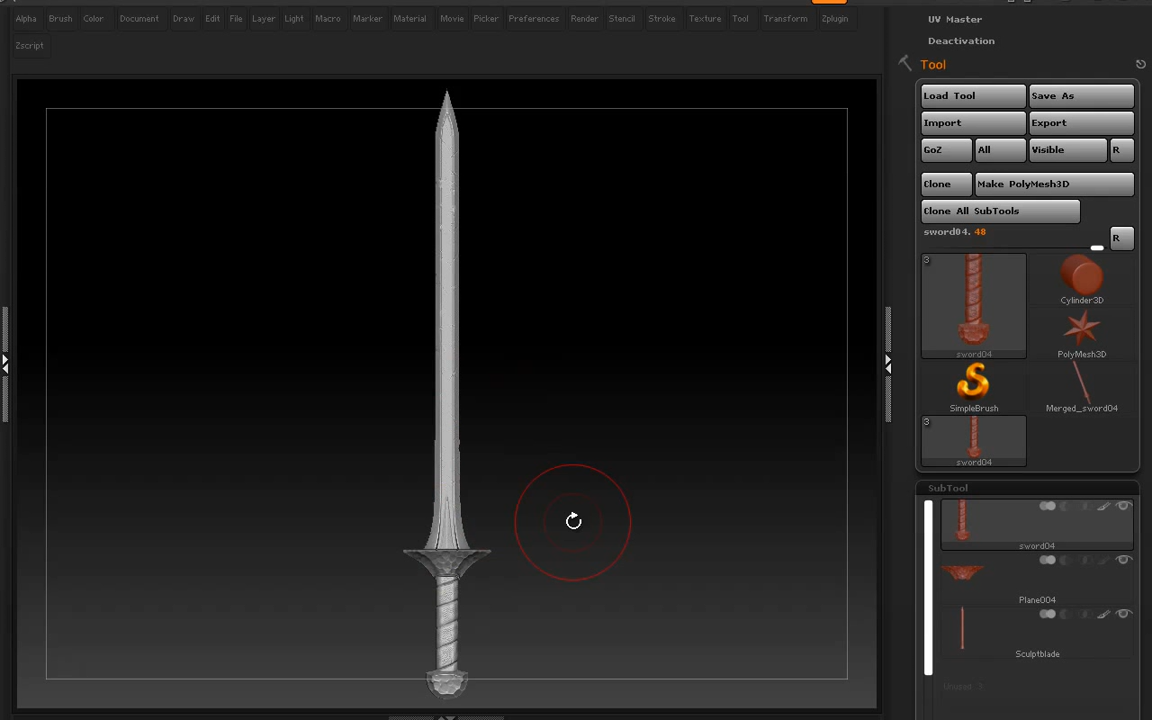 Alpha Brush Color Document Draw Edit File Layer Light Macro Marker Material Movie Picker Preferences Render Stencil Stroke Texture Tool Transform Zplugin
Zscript
UV Master
Deactivation
Tool
Load Tool Save As
Import Export
GoZ All Visible R
Clone Make PolyMesh3D
Clone All SubTools
sword04. 48 R
3
Cylinder3D
sword04 PolyMesh3D
SimpleBrush Merged_sword04
3
sword04
SubTool
sword04
Plane004
Sculptblade
Unused 3